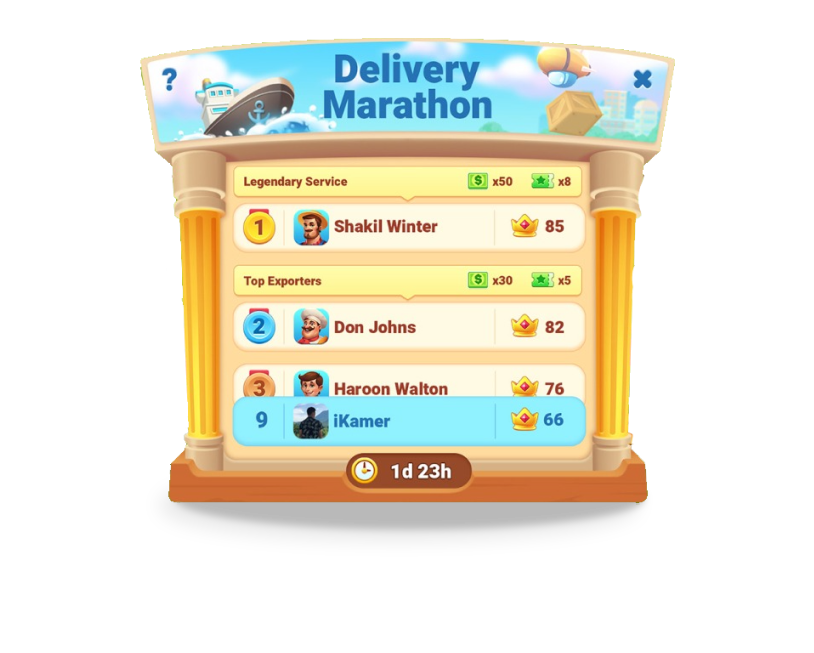 ?
Delivery
Marathon
Legendary Service x50 x8
1 Shakil Winter 85
Top Exporters x30 x5
2 Don Johns 82
3 Haroon Walton 76
9 iKamer 66
1d 23h